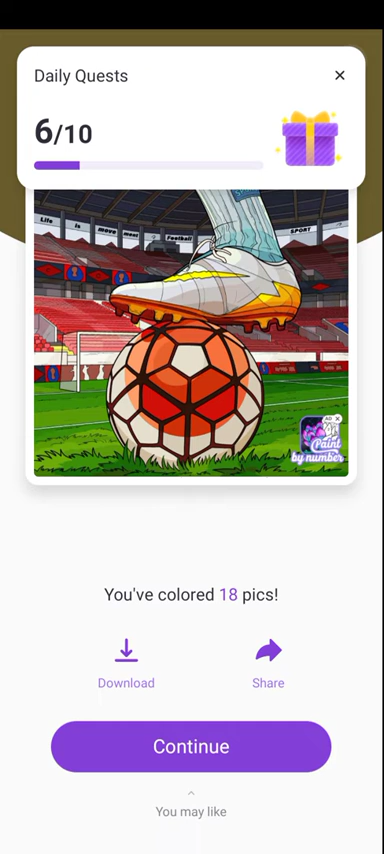 Daily Quests
6/10
Life is move meet Football SPORT
AD X
Paint
by number
You've colored 18 pics!
Download
Share
Continue
You may like